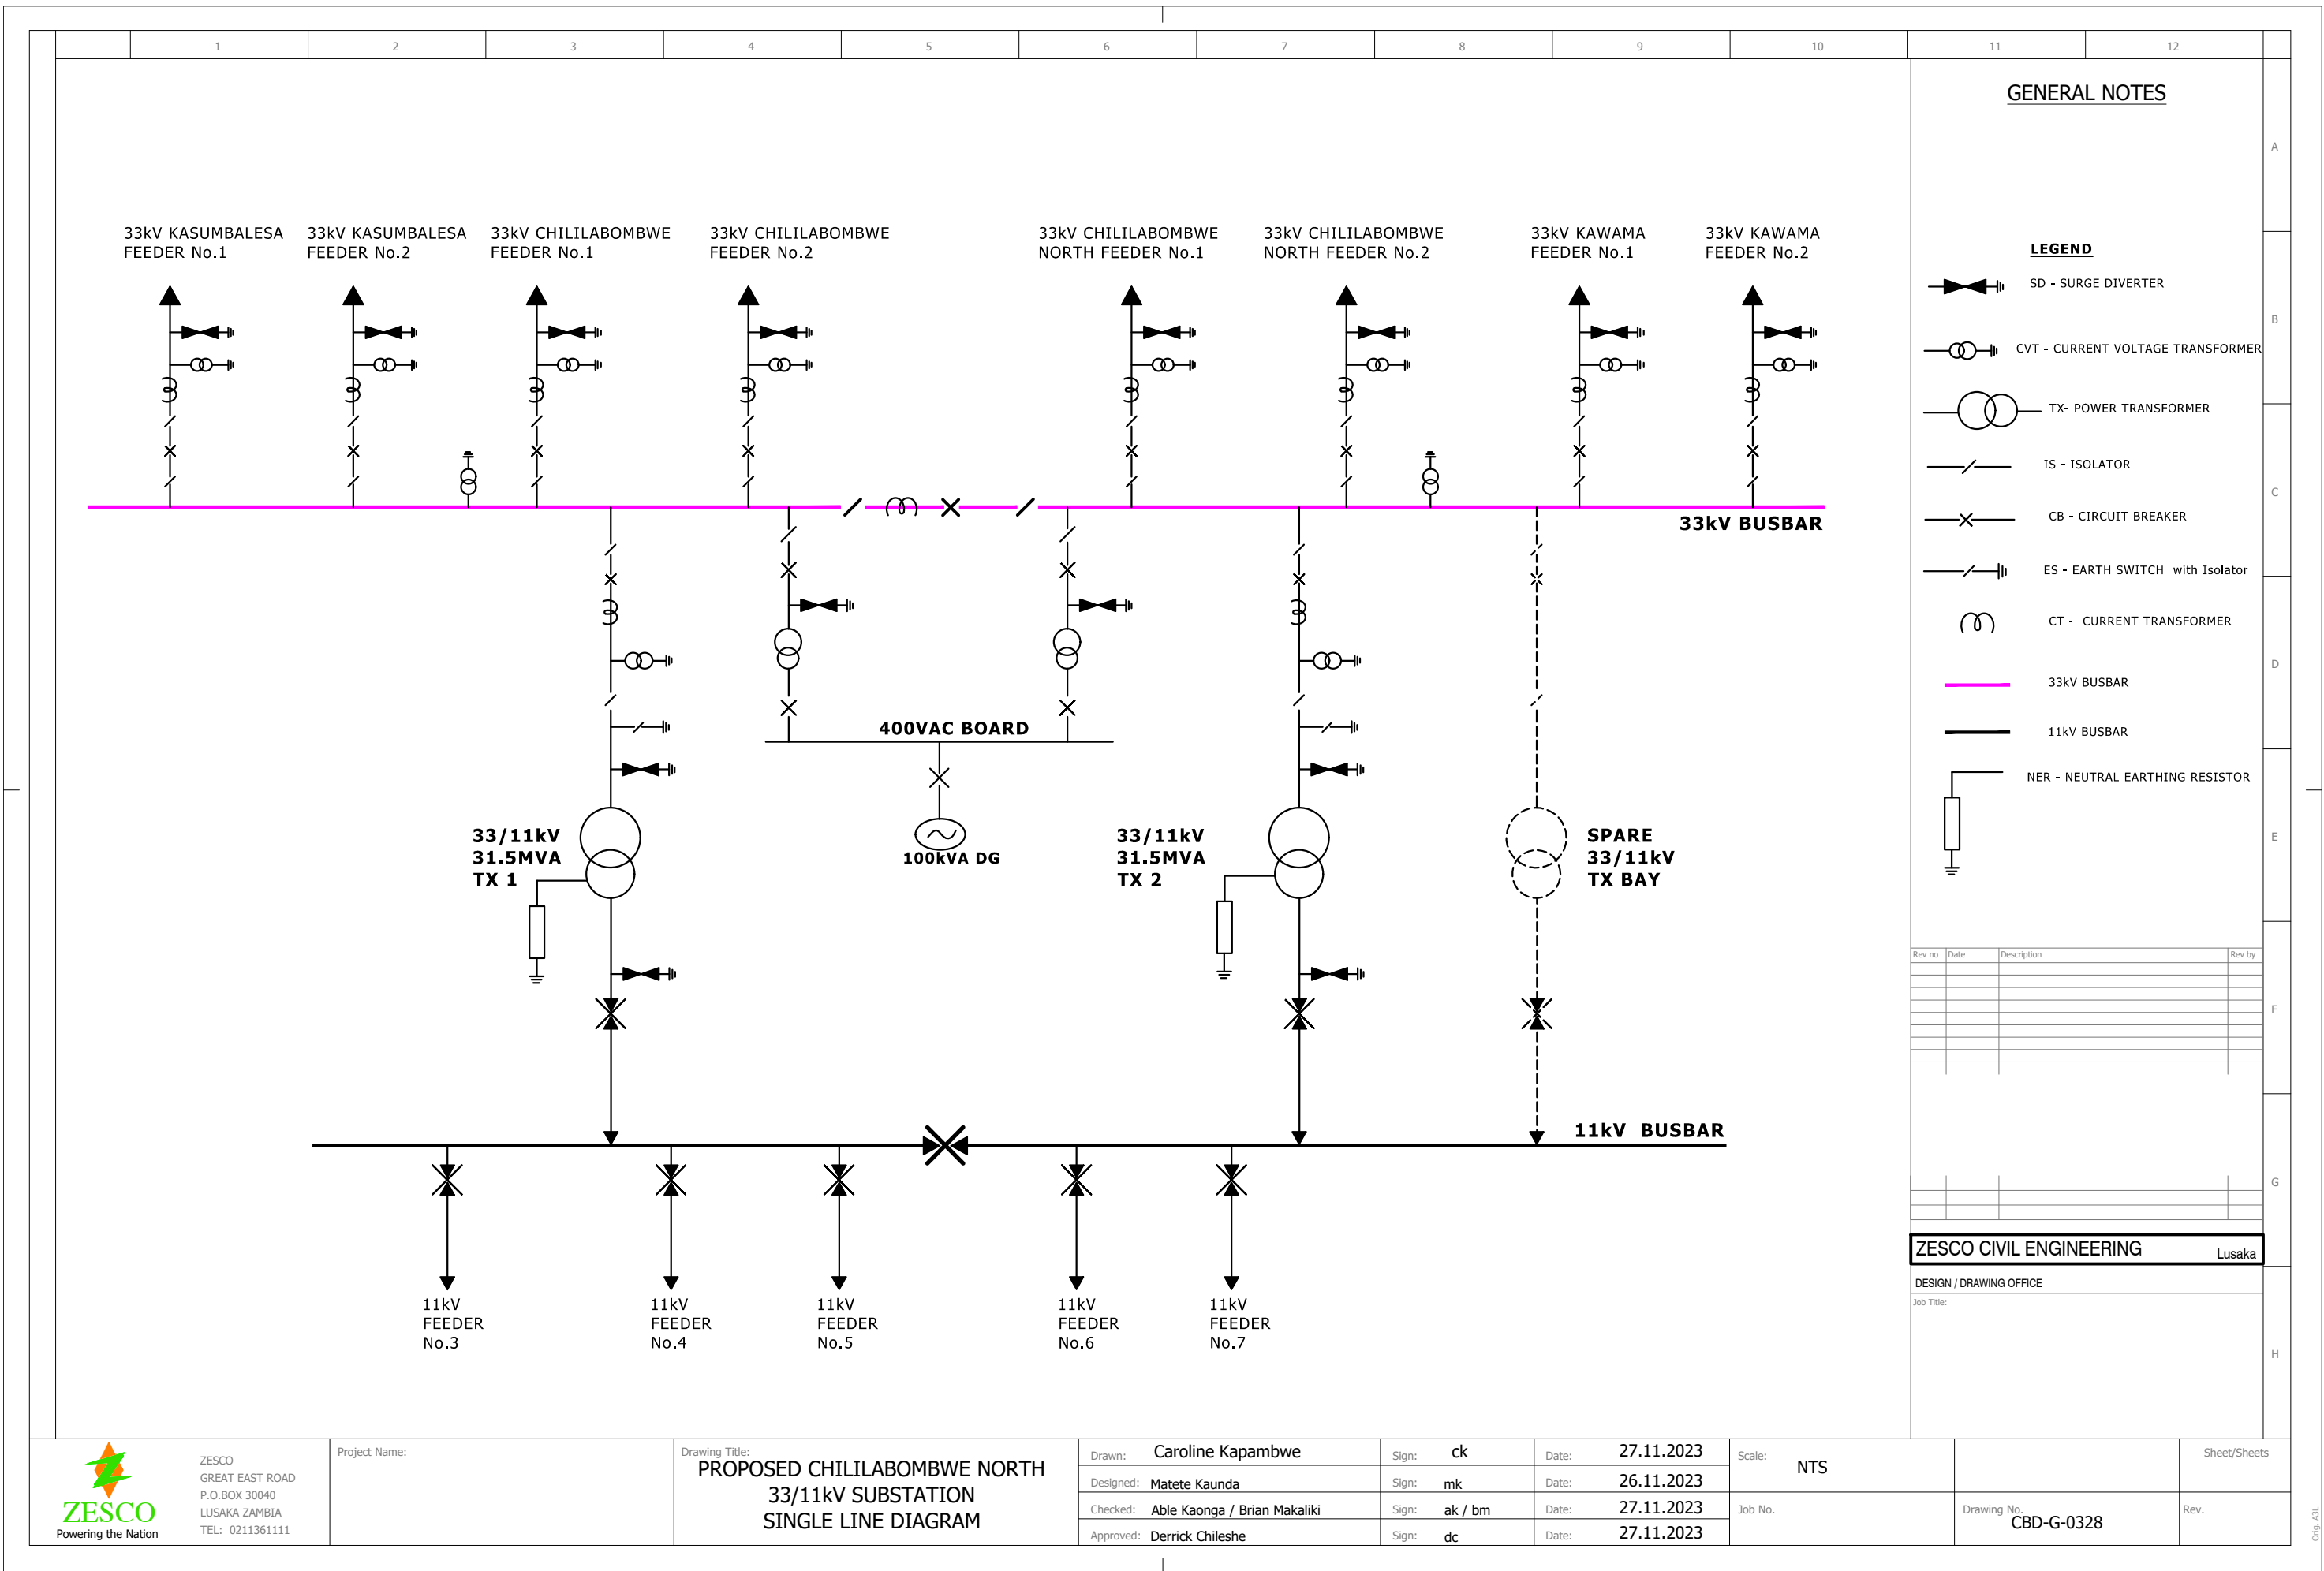 1 2 3 4 5 6 7 8 9 10 11 12
GENERAL NOTES
A
B
C
D
E
F
G
H
33kV KASUMBALESA
FEEDER No.1
33kV KASUMBALESA
FEEDER No.2
33kV CHILILABOMBWE
FEEDER No.1
33kV CHILILABOMBWE
FEEDER No.2
33kV CHILILABOMBWE
NORTH FEEDER No.1
33kV CHILILABOMBWE
NORTH FEEDER No.2
33kV KAWAMA
FEEDER No.1
33kV KAWAMA
FEEDER No.2
33kV BUSBAR
400VAC BOARD
100kVA DG
33/11kV
31.5MVA
TX 1
33/11kV
31.5MVA
TX 2
SPARE
33/11kV
TX BAY
11kV BUSBAR
11kV
FEEDER
No.3
11kV
FEEDER
No.4
11kV
FEEDER
No.5
11kV
FEEDER
No.6
11kV
FEEDER
No.7
LEGEND
SD - SURGE DIVERTER
CVT - CURRENT VOLTAGE TRANSFORMER
TX- POWER TRANSFORMER
IS - ISOLATOR
CB - CIRCUIT BREAKER
ES - EARTH SWITCH with Isolator
CT - CURRENT TRANSFORMER
33kV BUSBAR
11kV BUSBAR
NER - NEUTRAL EARTHING RESISTOR
Rev no Date Description Rev by
ZESCO CIVIL ENGINEERING Lusaka
DESIGN / DRAWING OFFICE
Job Title:
ZESCO
Powering the Nation
ZESCO
GREAT EAST ROAD
P.O.BOX 30040
LUSAKA ZAMBIA
TEL: 0211361111
Project Name:
Drawing Title:
PROPOSED CHILILABOMBWE NORTH
33/11kV SUBSTATION
SINGLE LINE DIAGRAM
Drawn: Caroline Kapambwe Sign: ck Date: 27.11.2023
Designed: Matete Kaunda Sign: mk Date: 26.11.2023
Checked: Able Kaonga / Brian Makaliki Sign: ak / bm Date: 27.11.2023
Approved: Derrick Chileshe Sign: dc Date: 27.11.2023
Scale: NTS
Job No.
Sheet/Sheets
Drawing No. CBD-G-0328
Rev.
Orig. A3L